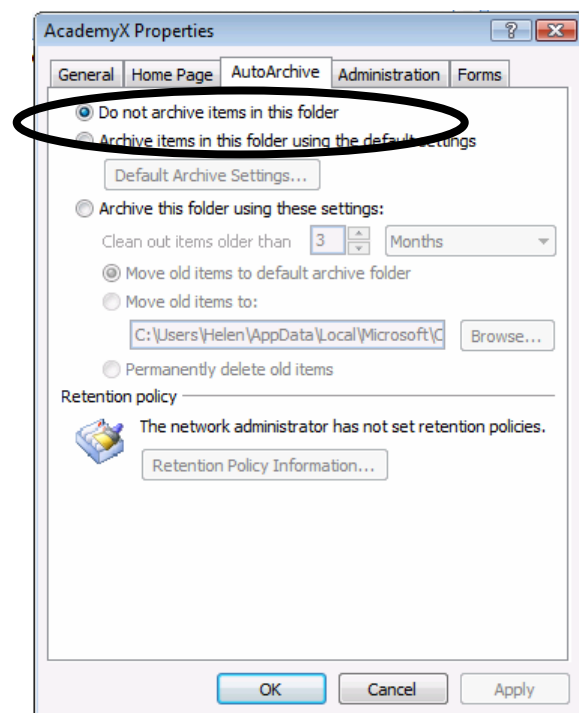 AcademyX Properties
General Home Page AutoArchive Administration Forms
Do not archive items in this folder
Archive items in this folder using the default settings
Default Archive Settings...
Archive this folder using these settings:
Clean out items older than 3 Months
Move old items to default archive folder
Move old items to:
C:\Users\Helen\AppData\Local\Microsoft\O Browse...
Permanently delete old items
Retention policy
The network administrator has not set retention policies.
Retention Policy Information...
OK Cancel Apply